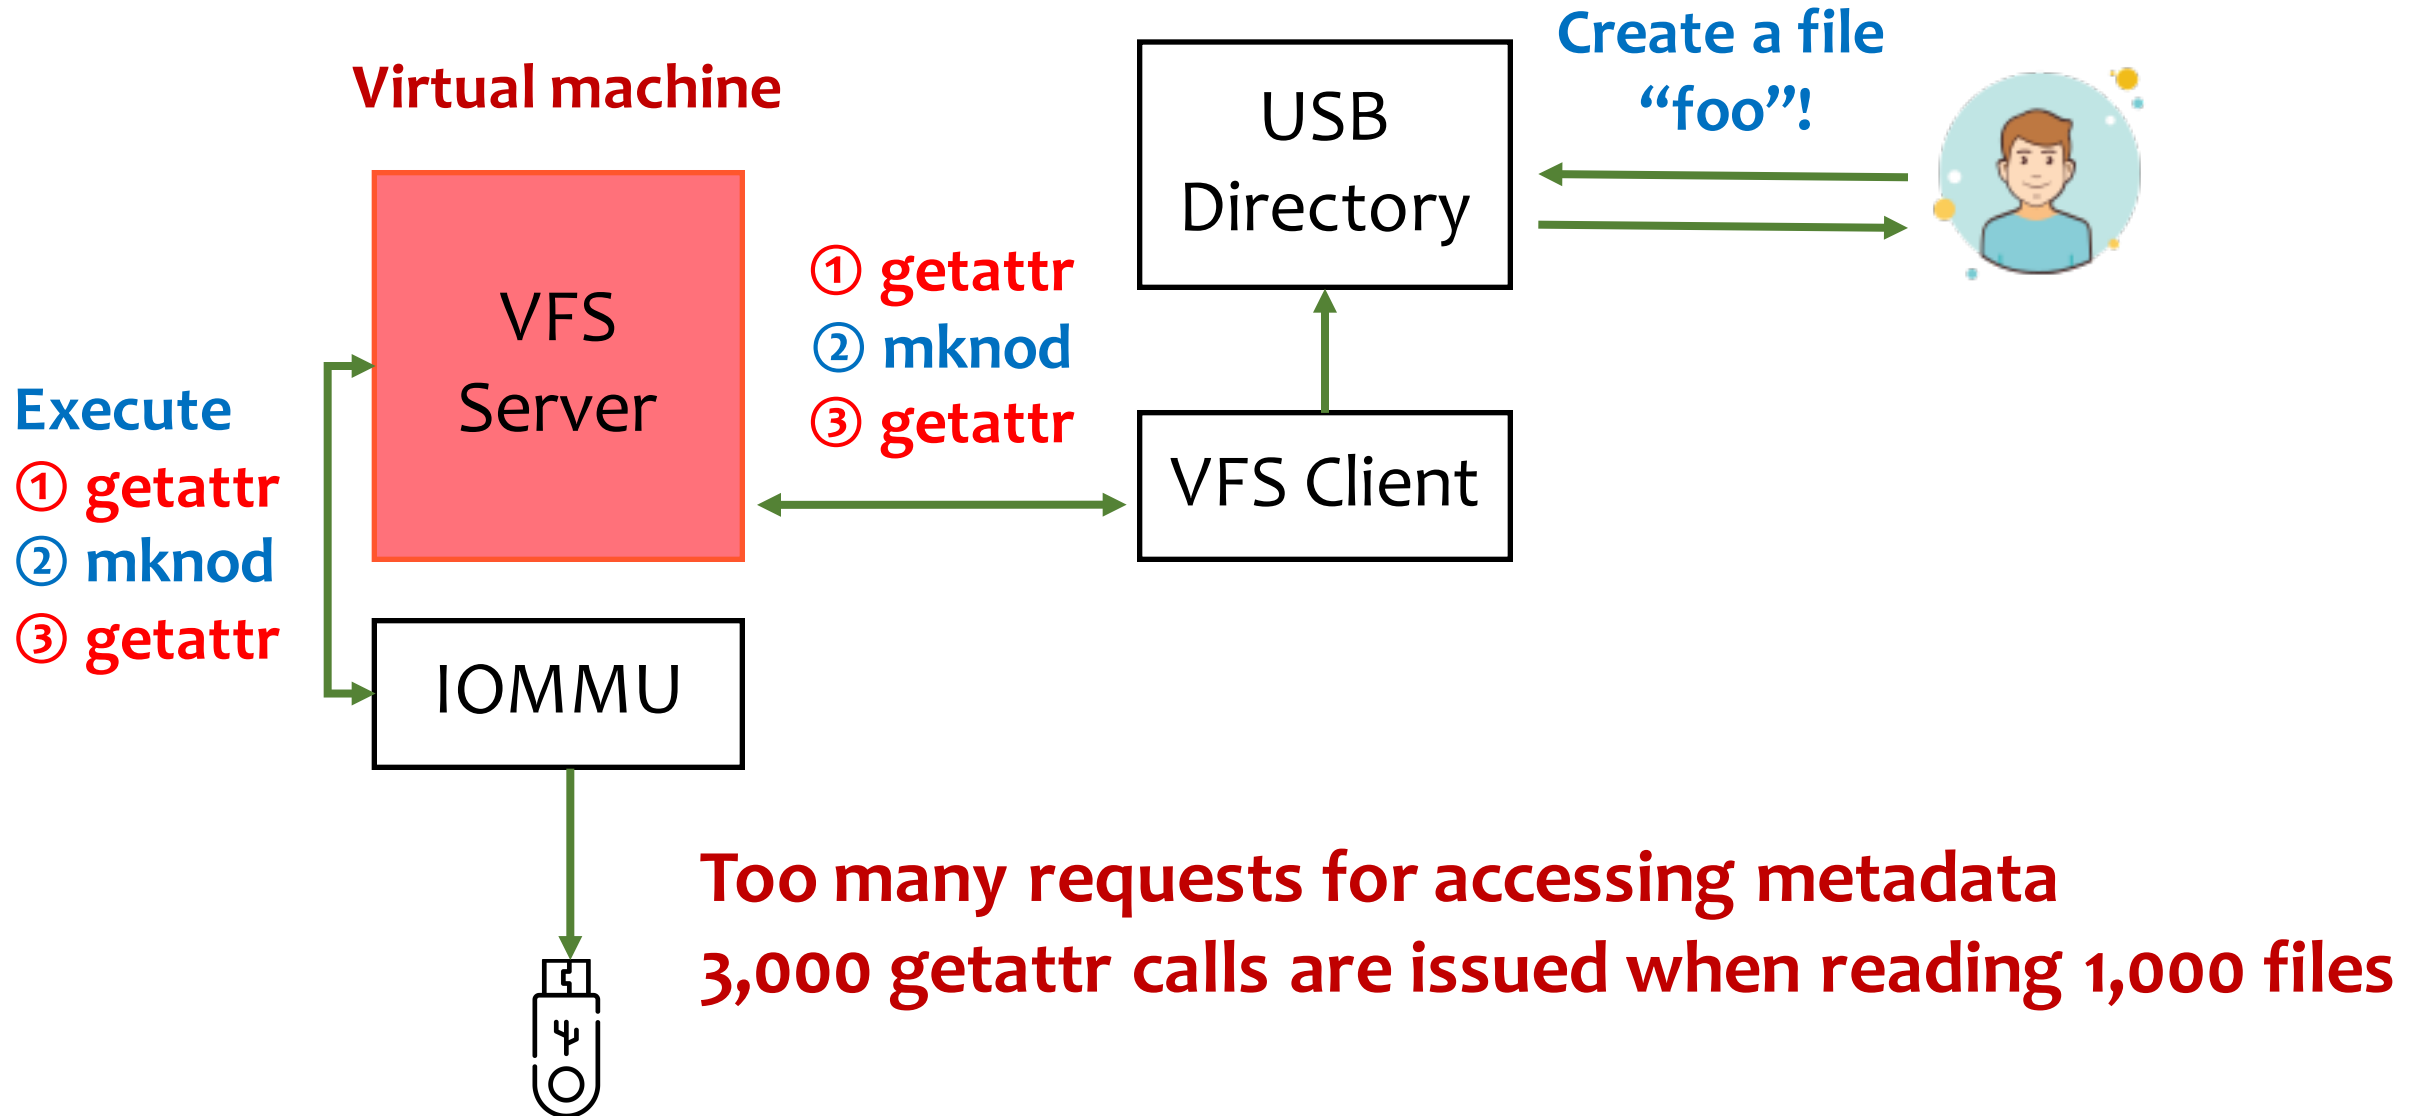 Virtual machine
VFS
Server
Execute
① getattr
② mknod
③ getattr
IOMMU
① getattr
② mknod
③ getattr
USB
Directory
VFS Client
Create a file
“foo”!
Too many requests for accessing metadata
3,000 getattr calls are issued when reading 1,000 files